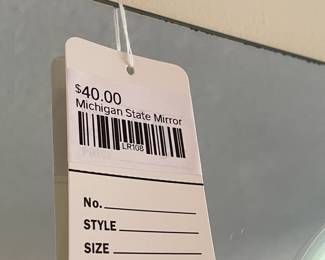 $40.00
Michigan State Mirror
LR108
No.
STYLE
SIZE